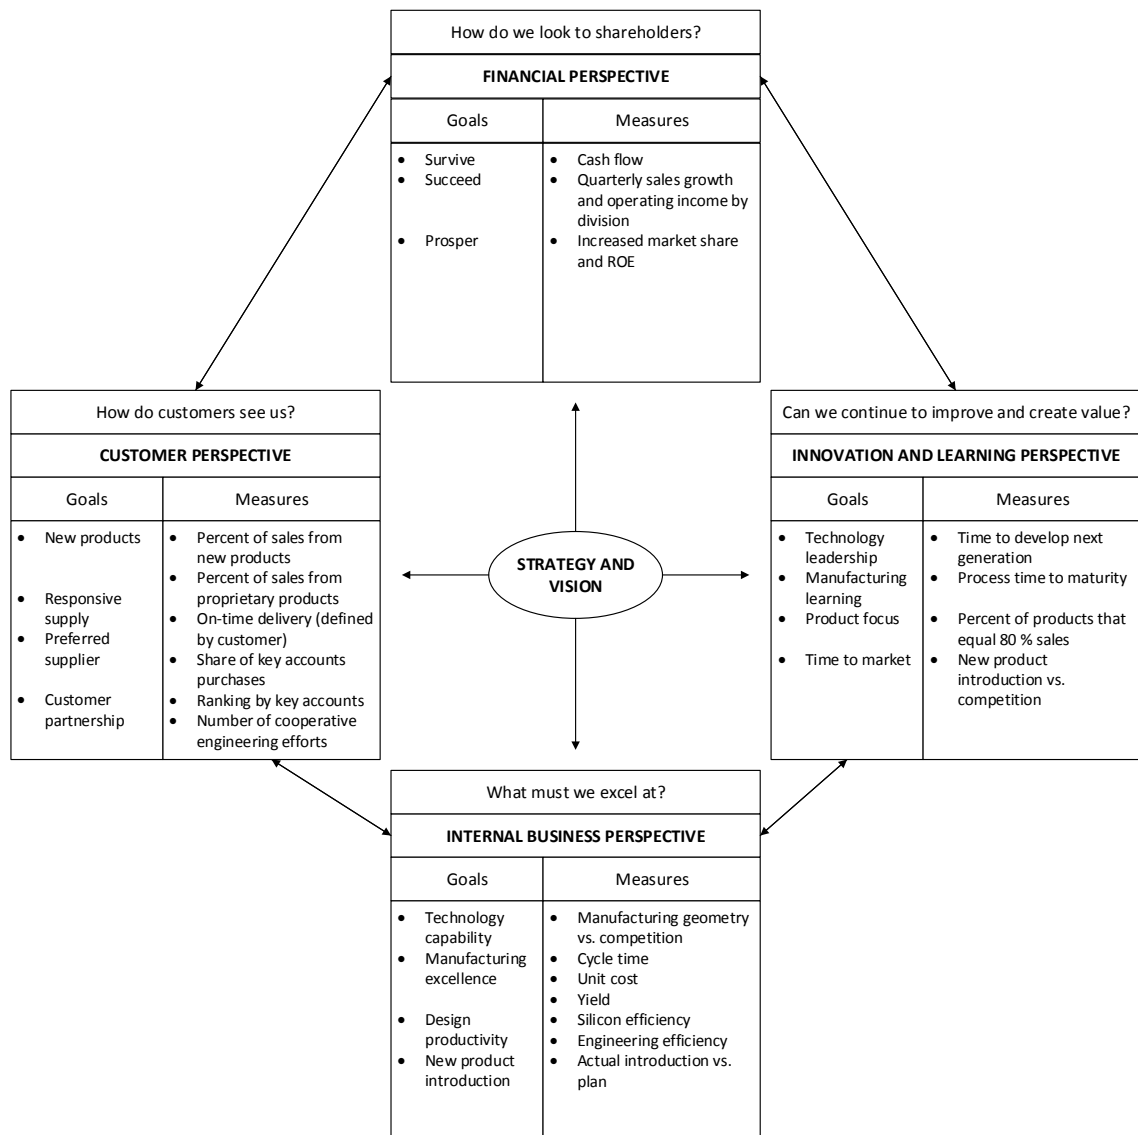 How do we look to shareholders?
FINANCIAL PERSPECTIVE
Goals
Measures
• Survive
• Succeed
• Prosper
• Cash flow
• Quarterly sales growth
and operating income by
division
• Increased market share
and ROE
How do customers see us?
CUSTOMER PERSPECTIVE
Goals
Measures
• New products
• Responsive
supply
• Preferred
supplier
• Customer
partnership
• Percent of sales from
new products
• Percent of sales from
proprietary products
• On-time delivery (defined
by customer)
• Share of key accounts
purchases
• Ranking by key accounts
• Number of cooperative
engineering efforts
STRATEGY AND
VISION
Can we continue to improve and create value?
INNOVATION AND LEARNING PERSPECTIVE
Goals
Measures
• Technology
leadership
• Manufacturing
learning
• Product focus
• Time to market
• Time to develop next
generation
• Process time to maturity
• Percent of products that
equal 80 % sales
• New product
introduction vs.
competition
What must we excel at?
INTERNAL BUSINESS PERSPECTIVE
Goals
Measures
• Technology
capability
• Manufacturing
excellence
• Design
productivity
• New product
introduction
• Manufacturing geometry
vs. competition
• Cycle time
• Unit cost
• Yield
• Silicon efficiency
• Engineering efficiency
• Actual introduction vs.
plan